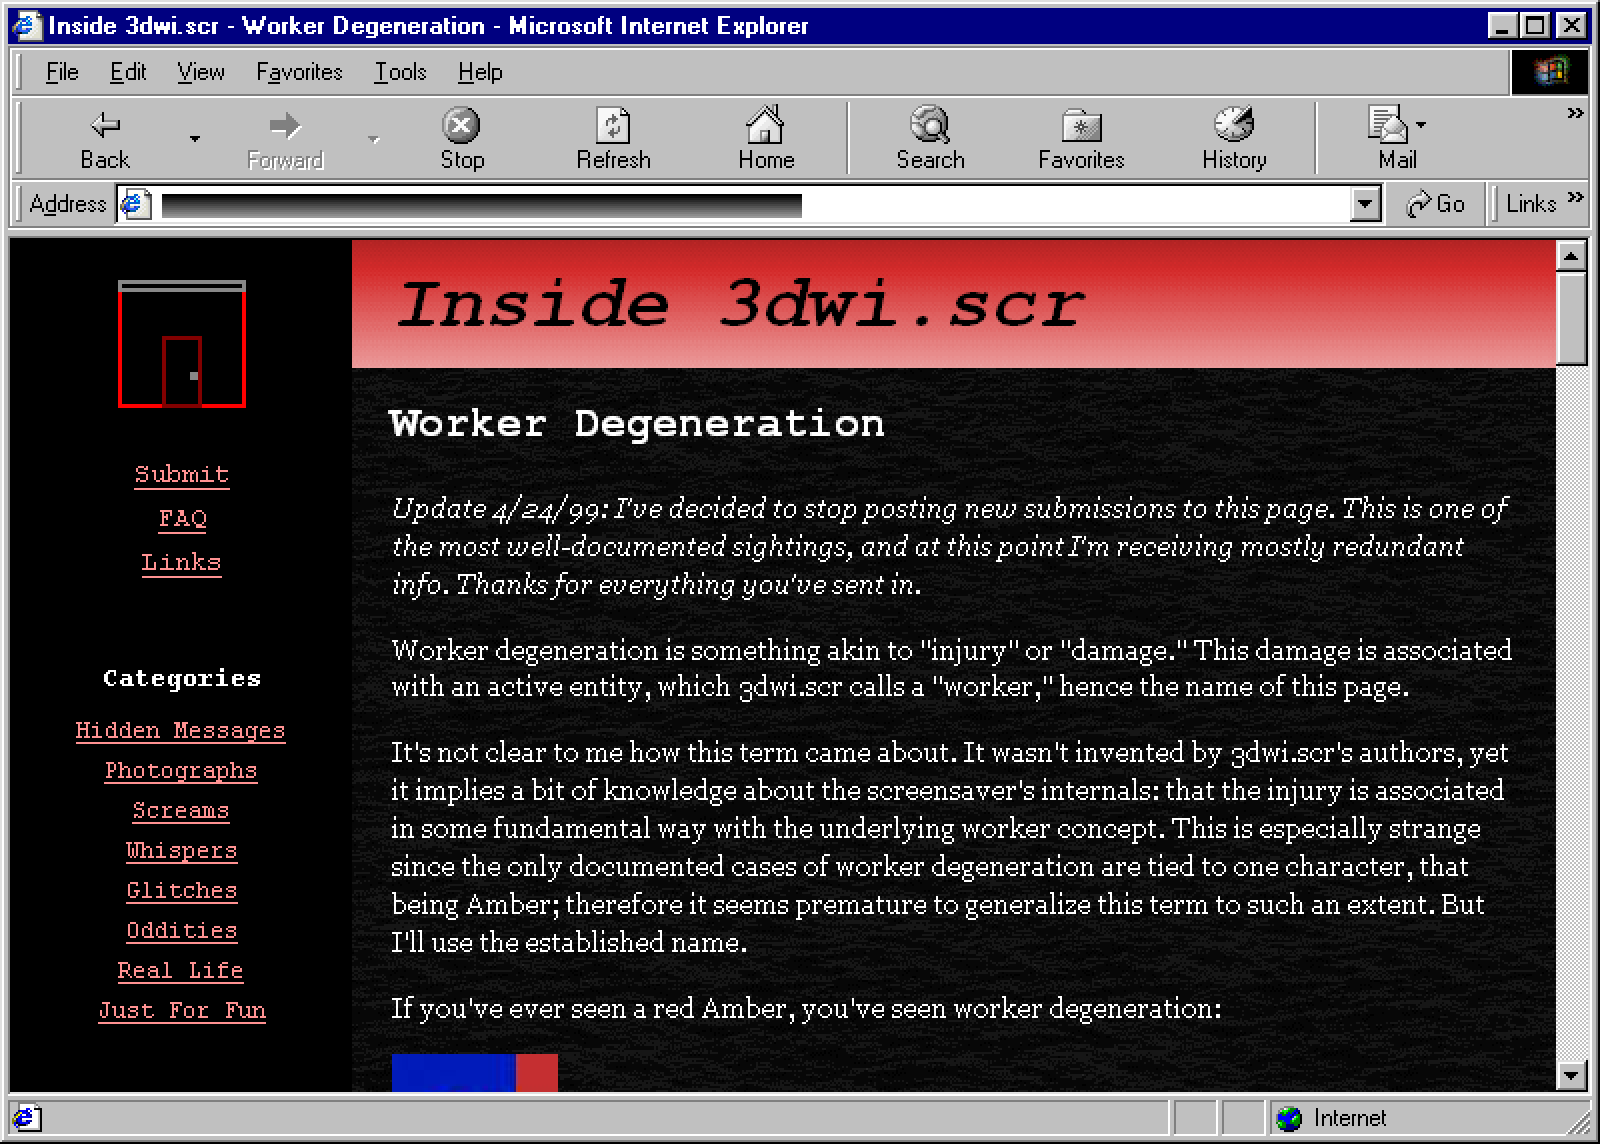 Inside 3dwi.scr - Worker Degeneration - Microsoft Internet Explorer
File Edit View Favorites Tools Help
Back Forward Stop Refresh Home Search Favorites History Mail »
Address Go Links »
Inside 3dwi.scr
Submit
FAQ
Links
Categories
Hidden Messages
Photographs
Screams
Whispers
Glitches
Oddities
Real Life
Just For Fun
Worker Degeneration
Update 4/24/99: I've decided to stop posting new submissions to this page. This is one of
the most well-documented sightings, and at this point I'm receiving mostly redundant
info. Thanks for everything you've sent in.
Worker degeneration is something akin to "injury" or "damage." This damage is associated
with an active entity, which 3dwi.scr calls a "worker," hence the name of this page.
It's not clear to me how this term came about. It wasn't invented by 3dwi.scr's authors, yet
it implies a bit of knowledge about the screensaver's internals: that the injury is associated
in some fundamental way with the underlying worker concept. This is especially strange
since the only documented cases of worker degeneration are tied to one character, that
being Amber; therefore it seems premature to generalize this term to such an extent. But
I'll use the established name.
If you've ever seen a red Amber, you've seen worker degeneration:
Internet